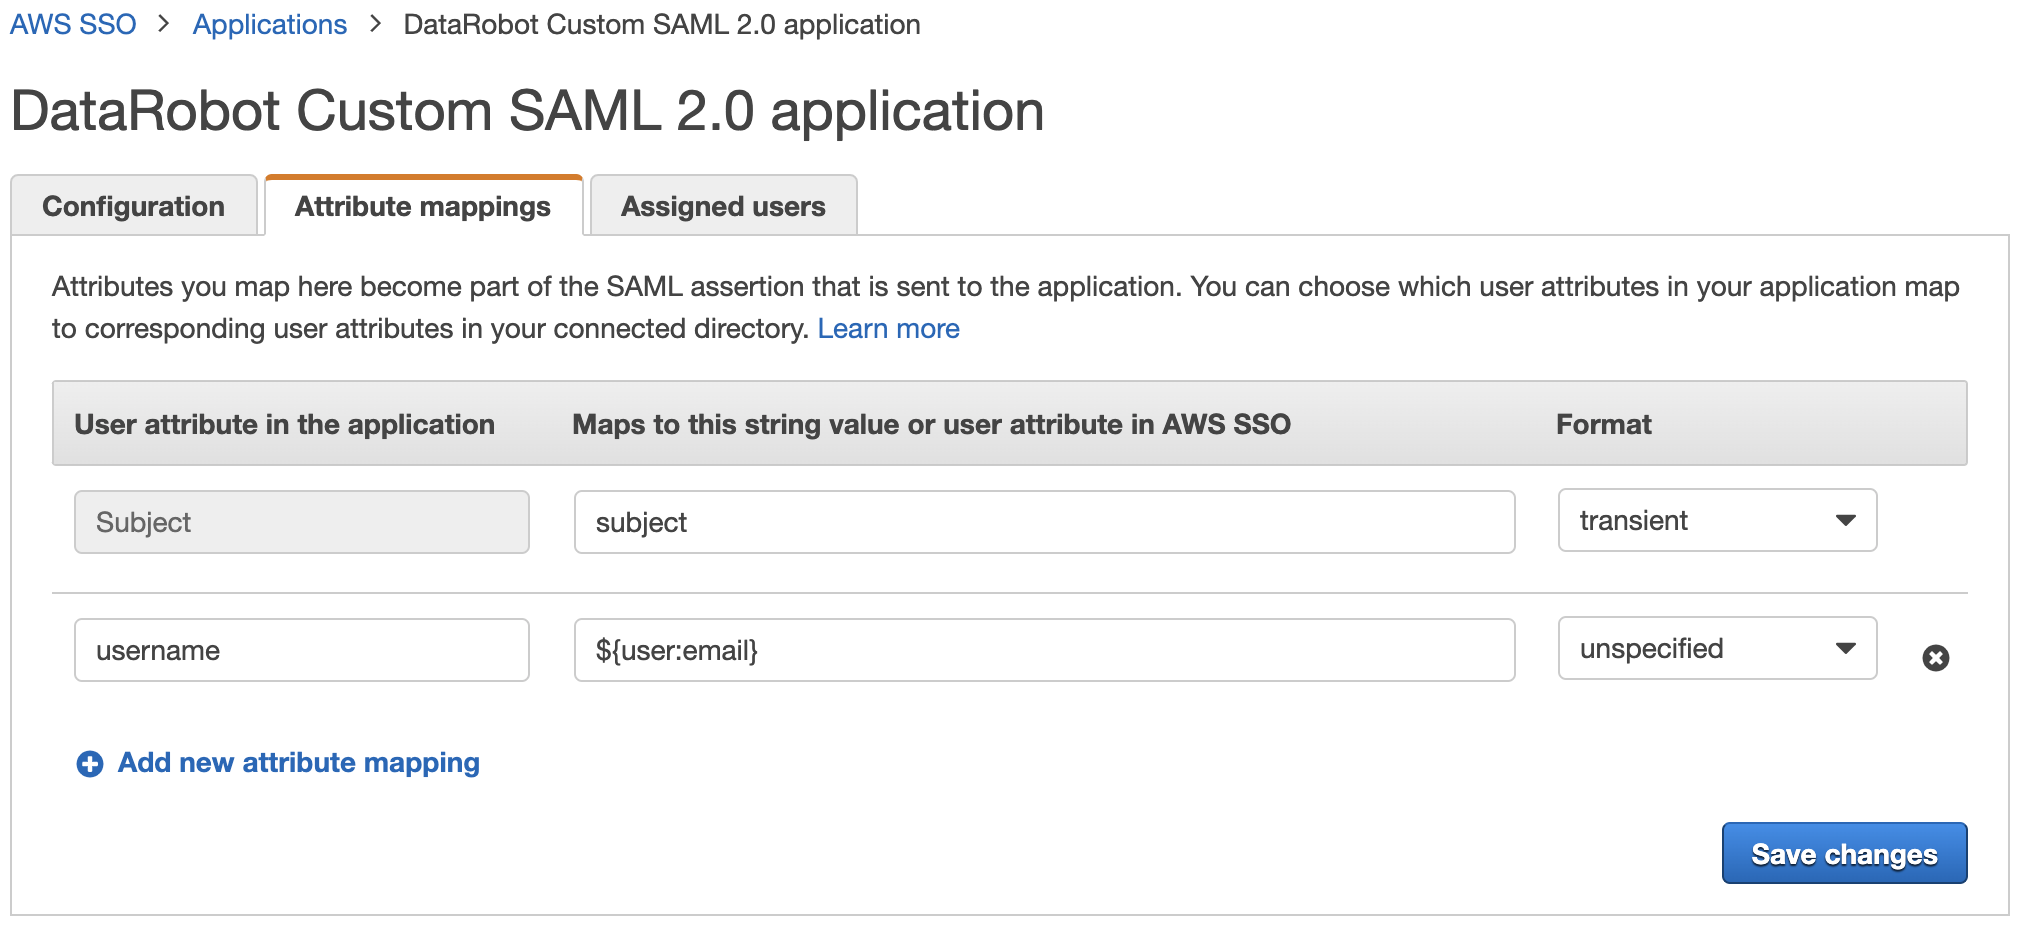 AWS SSO > Applications > DataRobot Custom SAML 2.0 application
DataRobot Custom SAML 2.0 application
Configuration Attribute mappings Assigned users
Attributes you map here become part of the SAML assertion that is sent to the application. You can choose which user attributes in your application map
to corresponding user attributes in your connected directory. Learn more
User attribute in the application Maps to this string value or user attribute in AWS SSO Format
Subject subject transient
username ${user:email} unspecified
Add new attribute mapping
Save changes